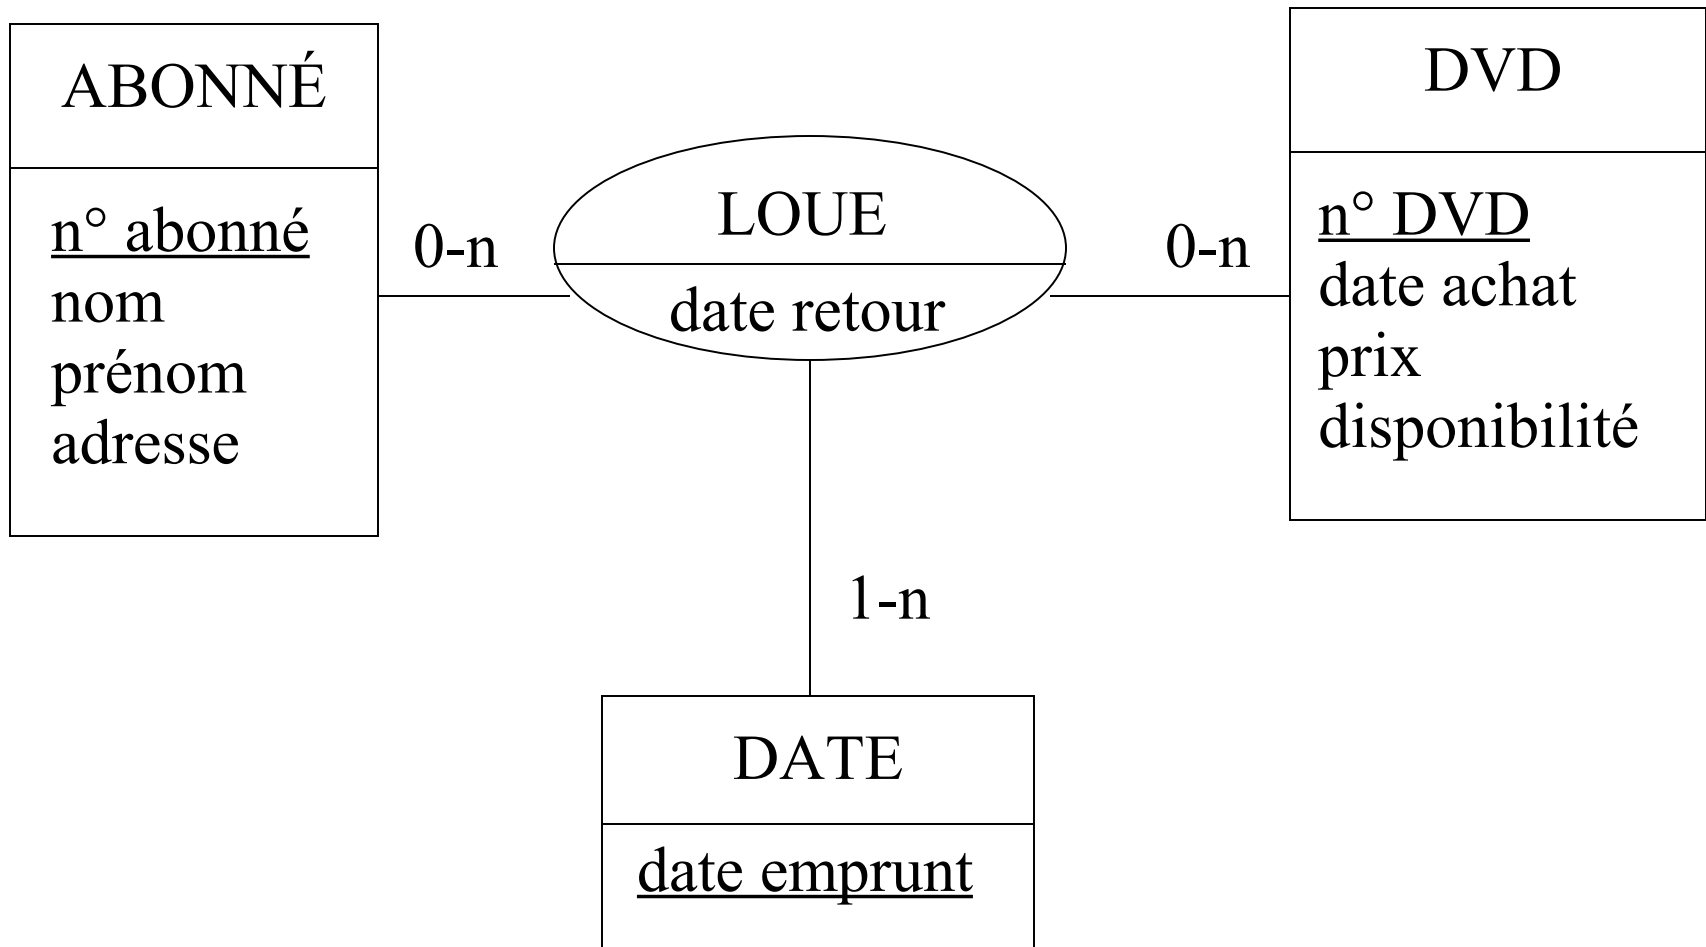 ABONNÉ
n° abonné
nom
prénom
adresse
0-n
LOUE
date retour
0-n
DVD
n° DVD
date achat
prix
disponibilité
1-n
DATE
date emprunt